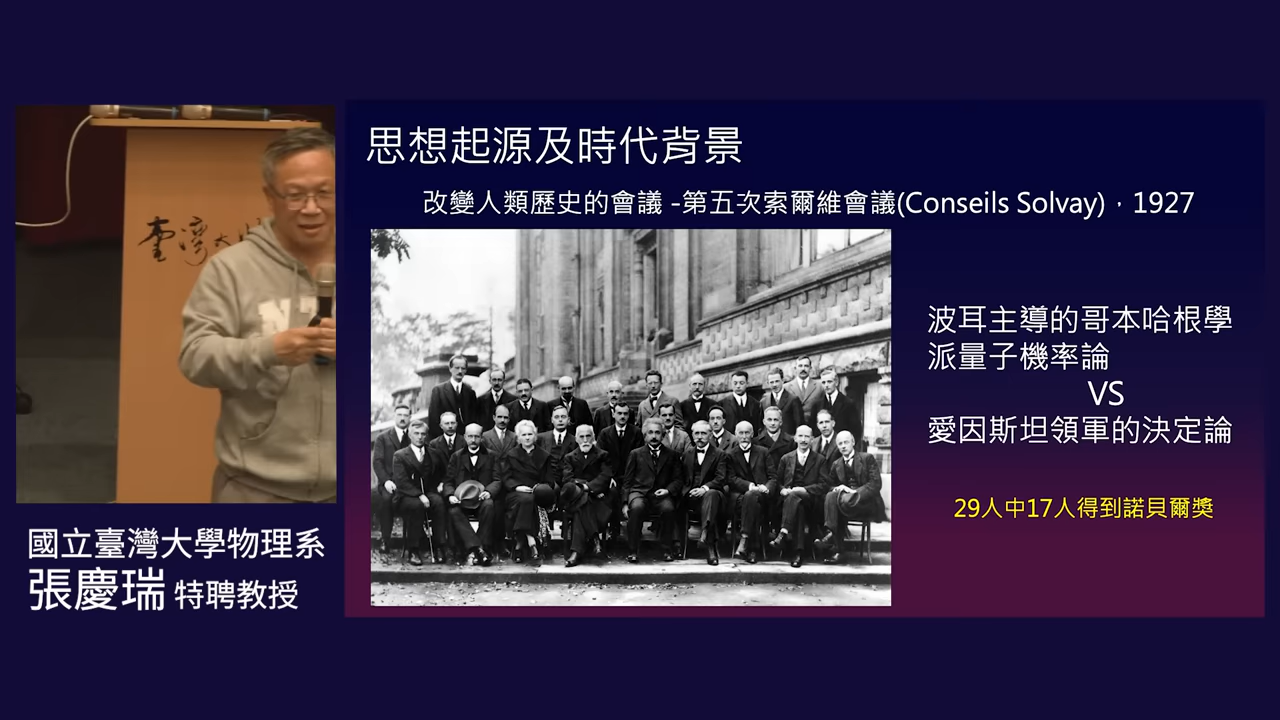 思想起源及時代背景
改變人類歷史的會議 -第五次索爾維會議(Conseils Solvay)，1927
波耳主導的哥本哈根學
派量子機率論
VS
愛因斯坦領軍的決定論
29人中17人得到諾貝爾獎
臺灣大
N
國立臺灣大學物理系
張慶瑞 特聘教授